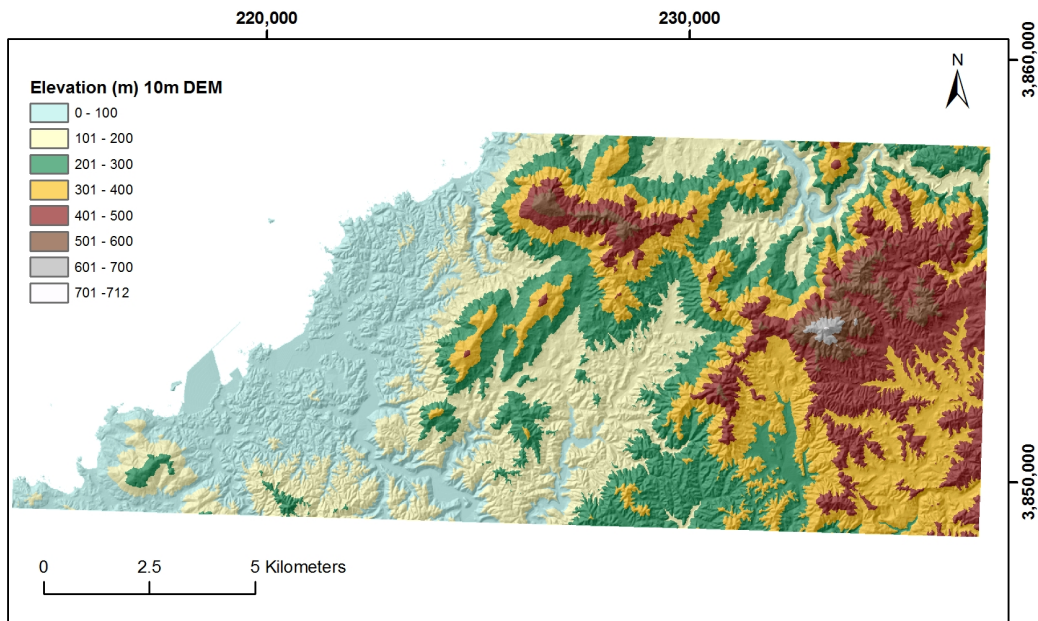 220,000
230,000
3,860,000
N
Elevation (m) 10m DEM
0 - 100
101 - 200
201 - 300
301 - 400
401 - 500
501 - 600
601 - 700
701 -712
3,850,000
0
2.5
5 Kilometers